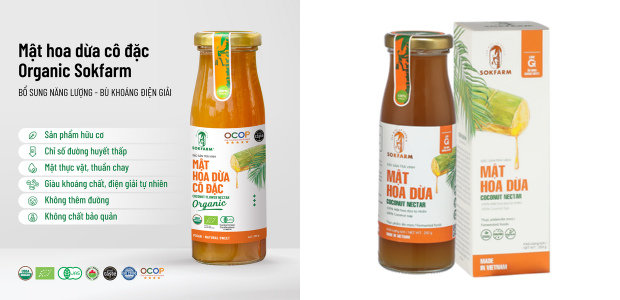 Mật hoa dừa cô đặc
Organic Sokfarm
BỔ SUNG NĂNG LƯỢNG - BÙ KHOÁNG ĐIỆN GIẢI
Sản phẩm hữu cơ
Chỉ số đường huyết thấp
Mật thực vật, thuần chay
Giàu khoáng chất, điện giải tự nhiên
Không thêm đường
Không chất bảo quản
OCOP
SOKFARM
OCOP
MẬT
HOA DỪA
CÔ ĐẶC
COCONUT FLOWER NECTAR
Organic
SOKFARM
MẬT
HOA DỪA
COCONUT NECTAR
SOKFARM
MẬT
HOA DỪA
COCONUT NECTAR
MADE
IN VIETNAM